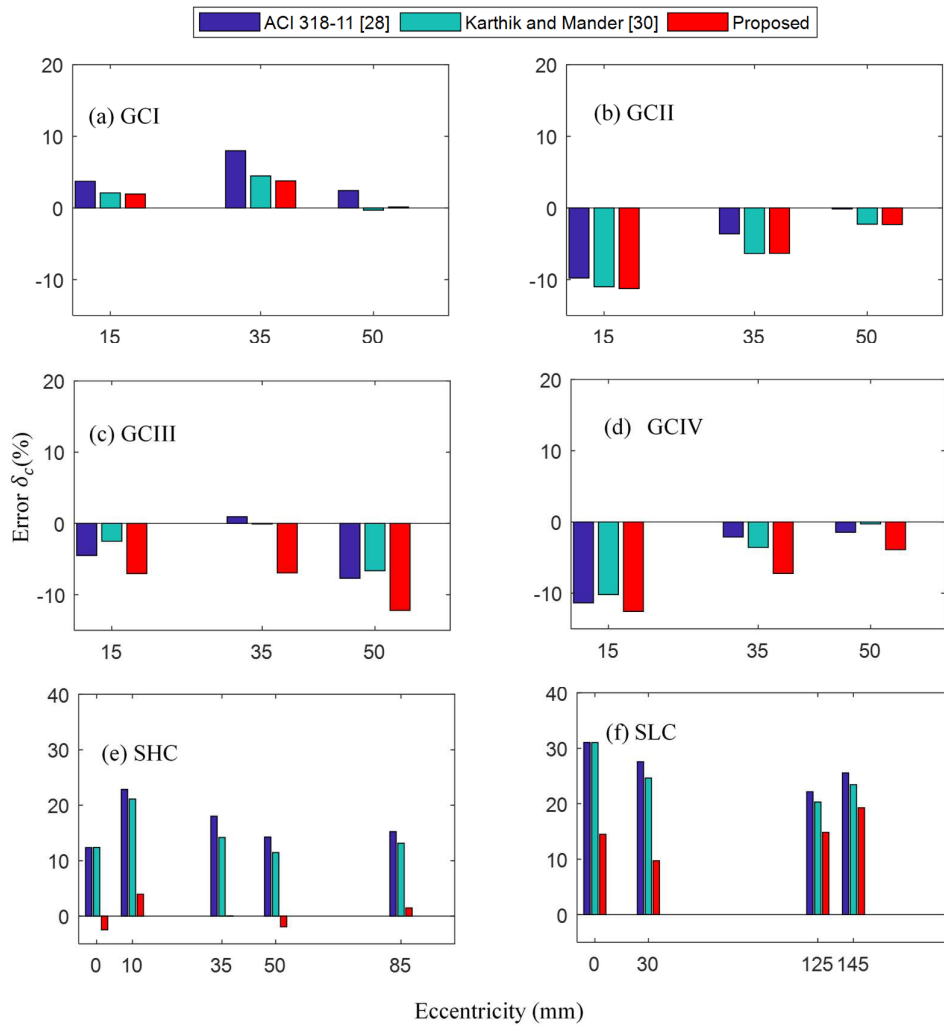 ACI 318-11 [28] Karthik and Mander [30] Proposed
(a) GCI
20
10
0
-10
15 35 50
(b) GCII
20
10
0
-10
15 35 50
(c) GCIII
20
10
0
-10
15 35 50
(d) GCIV
20
10
0
-10
15 35 50
Error δc(%)
(e) SHC
40
30
20
10
0
0 10 35 50 85
(f) SLC
40
30
20
10
0
0 30 125 145
Eccentricity (mm)